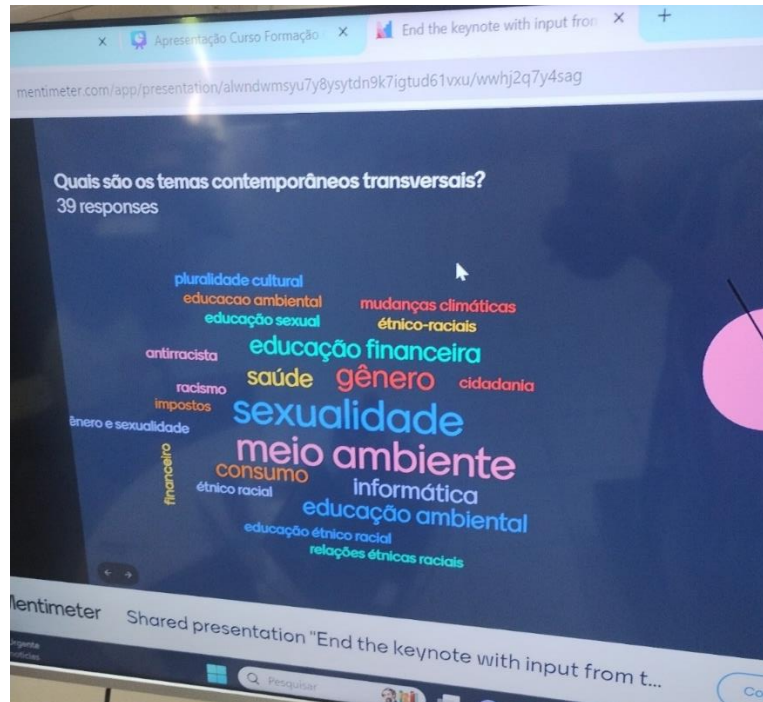 Apresentação Curso Formação
End the keynote with input fron
mentimeter.com/app/presentation/alwndwmsyu7y8ysytdn9k7igtud61vxu/wwhj2q7y4sag
Quais são os temas contemporâneos transversais?
39 responses
pluralidade cultural
educacao ambiental
mudanças climáticas
educação sexual
étnico-raciais
antirracista
educação financeira
racismo
saúde
gênero
cidadania
impostos
sexualidade
ênero e sexualidade
meio ambiente
financeiro
consumo
étnico racial
informática
educação ambiental
educação étnico racial
relações étnicas raciais
Mentimeter
Shared presentation "End the keynote with input from t...
Pesquisar
Co